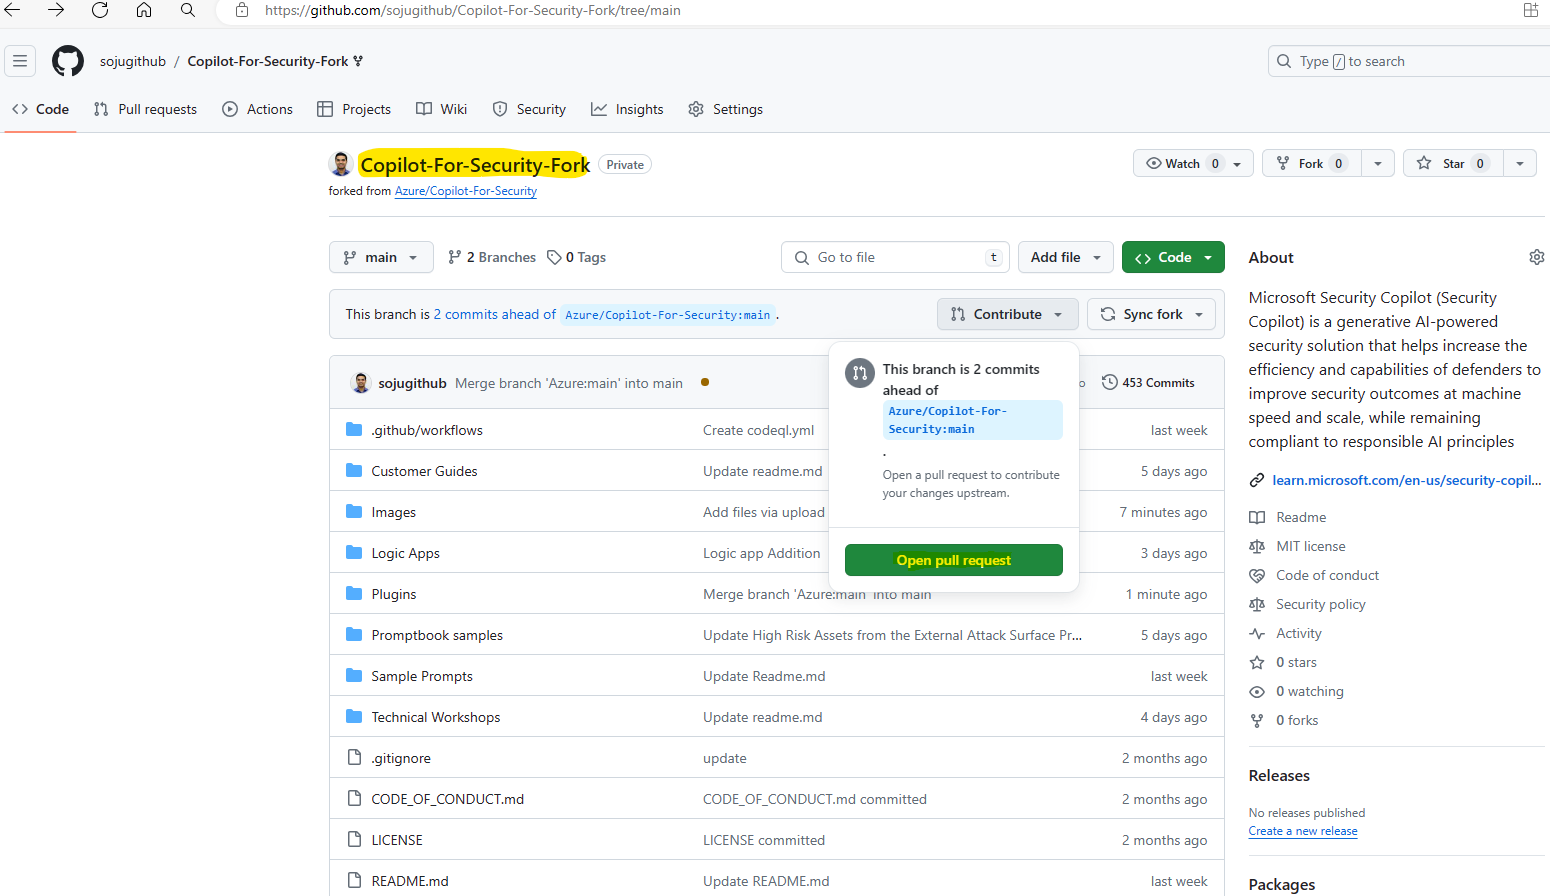 https://github.com/sojugithub/Copilot-For-Security-Fork/tree/main
sojugithub / Copilot-For-Security-Fork
Type / to search
Code
Pull requests
Actions
Projects
Wiki
Security
Insights
Settings
Copilot-For-Security-Fork
Private
Watch 0
Fork 0
Star 0
forked from Azure/Copilot-For-Security
main
2 Branches
0 Tags
Go to file
t
Add file
Code
This branch is 2 commits ahead of Azure/Copilot-For-Security:main .
Contribute
Sync fork
This branch is 2 commits
ahead of
Azure/Copilot-For-
Security:main
.
Open a pull request to contribute
your changes upstream.
Open pull request
sojugithub Merge branch 'Azure:main' into main
453 Commits
.github/workflows Create codeql.yml last week
Customer Guides Update readme.md 5 days ago
Images Add files via upload 7 minutes ago
Logic Apps Logic app Addition 3 days ago
Plugins Merge branch 'Azure:main' into main 1 minute ago
Promptbook samples Update High Risk Assets from the External Attack Surface Pr... 5 days ago
Sample Prompts Update Readme.md last week
Technical Workshops Update readme.md 4 days ago
.gitignore update 2 months ago
CODE_OF_CONDUCT.md CODE_OF_CONDUCT.md committed 2 months ago
LICENSE LICENSE committed 2 months ago
README.md Update README.md last week
About
Microsoft Security Copilot (Security
Copilot) is a generative AI-powered
security solution that helps increase the
efficiency and capabilities of defenders to
improve security outcomes at machine
speed and scale, while remaining
compliant to responsible AI principles
learn.microsoft.com/en-us/security-copil...
Readme
MIT license
Code of conduct
Security policy
Activity
0 stars
0 watching
0 forks
Releases
No releases published
Create a new release
Packages